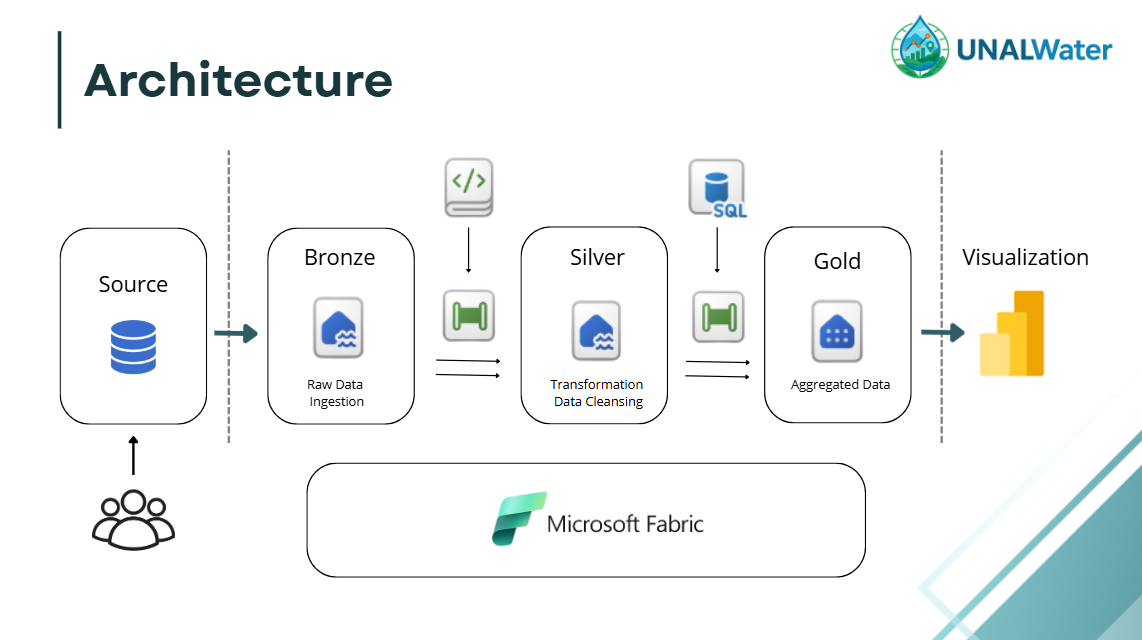 UNALWater
Architecture
SQL
Source
Bronze
Silver
Gold
Visualization
Raw Data
Ingestion
Transformation
Data Cleansing
Aggregated Data
Microsoft Fabric